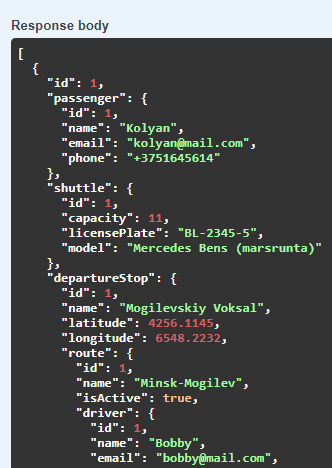 Response body
[
  {
    "id": 1,
    "passenger": {
      "id": 1,
      "name": "Kolyan",
      "email": "kolyan@mail.com",
      "phone": "+3751645614"
    },
    "shuttle": {
      "id": 1,
      "capacity": 11,
      "licensePlate": "BL-2345-5",
      "model": "Mercedes Bens (marsrunta)"
    },
    "departureStop": {
      "id": 1,
      "name": "Mogilevskiy Voksal",
      "latitude": 4256.1145,
      "longitude": 6548.2232,
      "route": {
        "id": 1,
        "name": "Minsk-Mogilev",
        "isActive": true,
        "driver": {
          "id": 1,
          "name": "Bobby",
          "email": "bobby@mail.com",